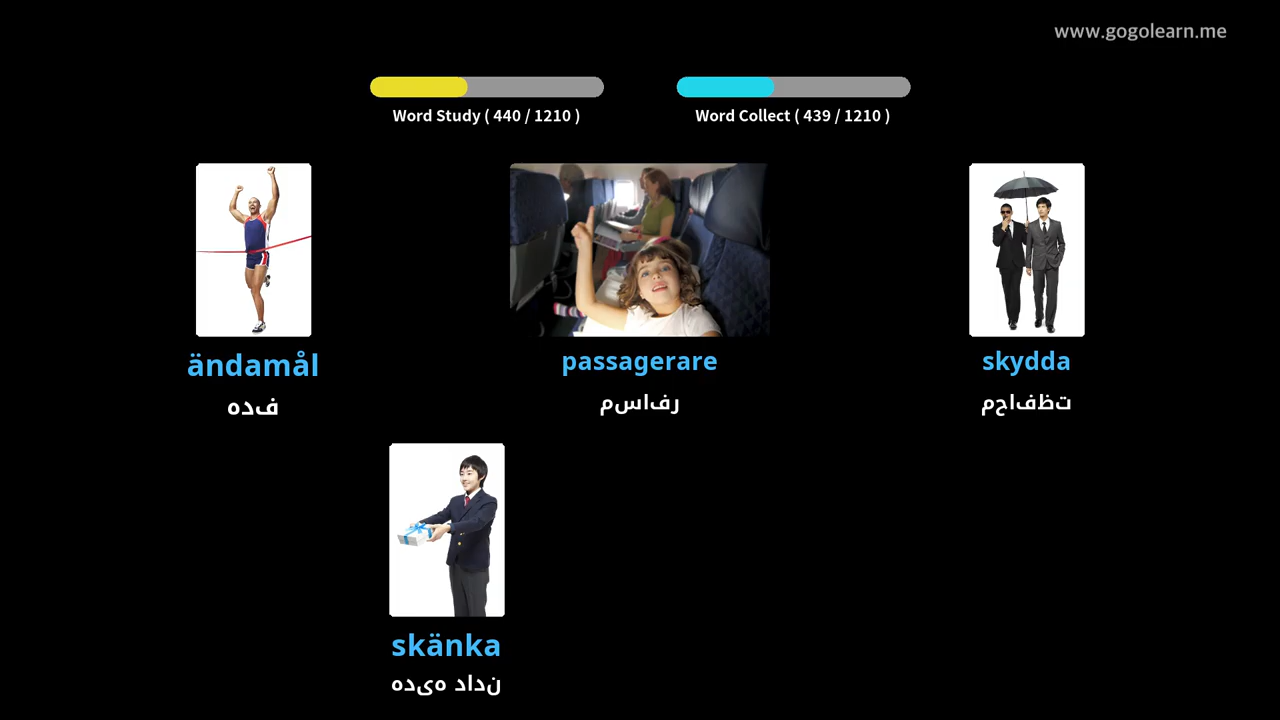 www.gogolearn.me
Word Study ( 440 / 1210 )
Word Collect ( 439 / 1210 )
ändamål
فده
passagerare
رفاسم
skydda
تظفاحم
skänka
نداد هیده